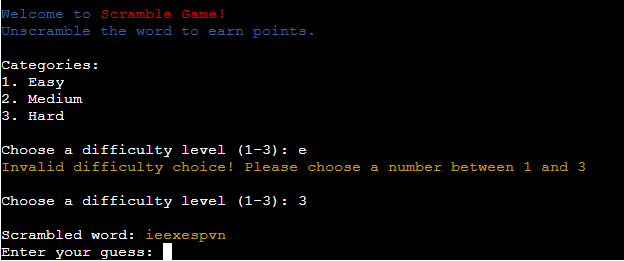 Welcome to Scramble Game!
Unscramble the word to earn points.
Categories:
1. Easy
2. Medium
3. Hard
Choose a difficulty level (1-3): e
Invalid difficulty choice! Please choose a number between 1 and 3
Choose a difficulty level (1-3): 3
Scrambled word: ieexespvn
Enter your guess: